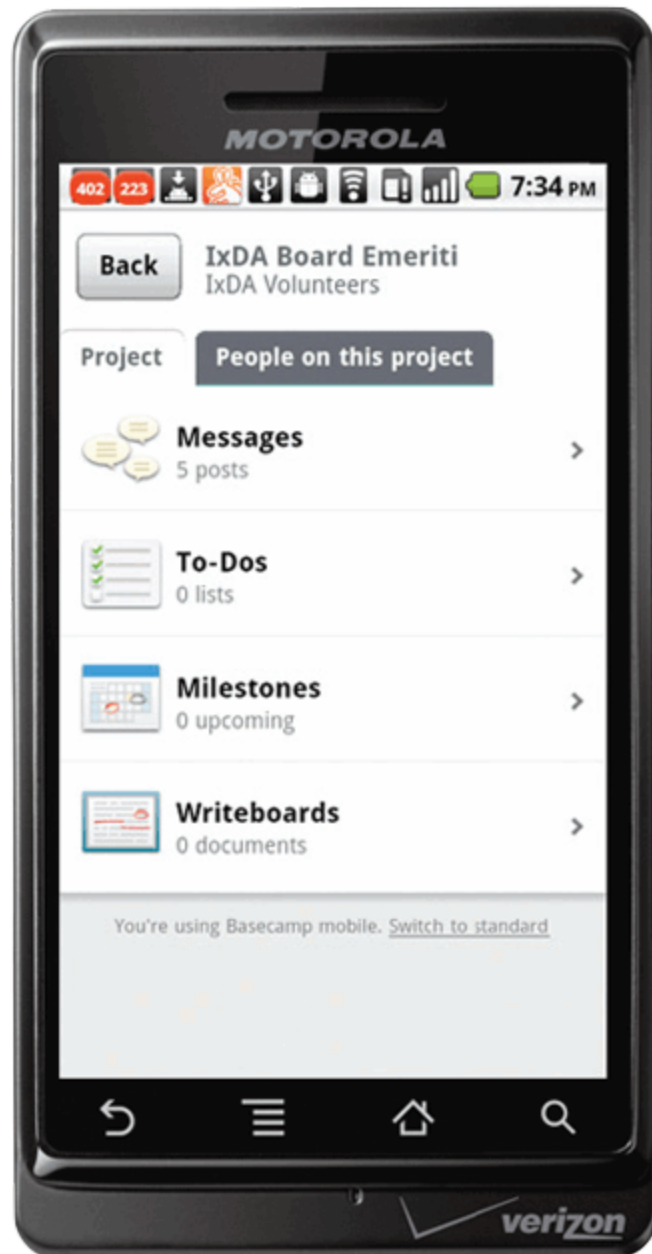 MOTOROLA
402 223 7:34 PM
Back
IxDA Board Emeriti
IxDA Volunteers
Project
People on this project
Messages
5 posts
To-Dos
0 lists
Milestones
0 upcoming
Writeboards
0 documents
You're using Basecamp mobile. Switch to standard
verizon